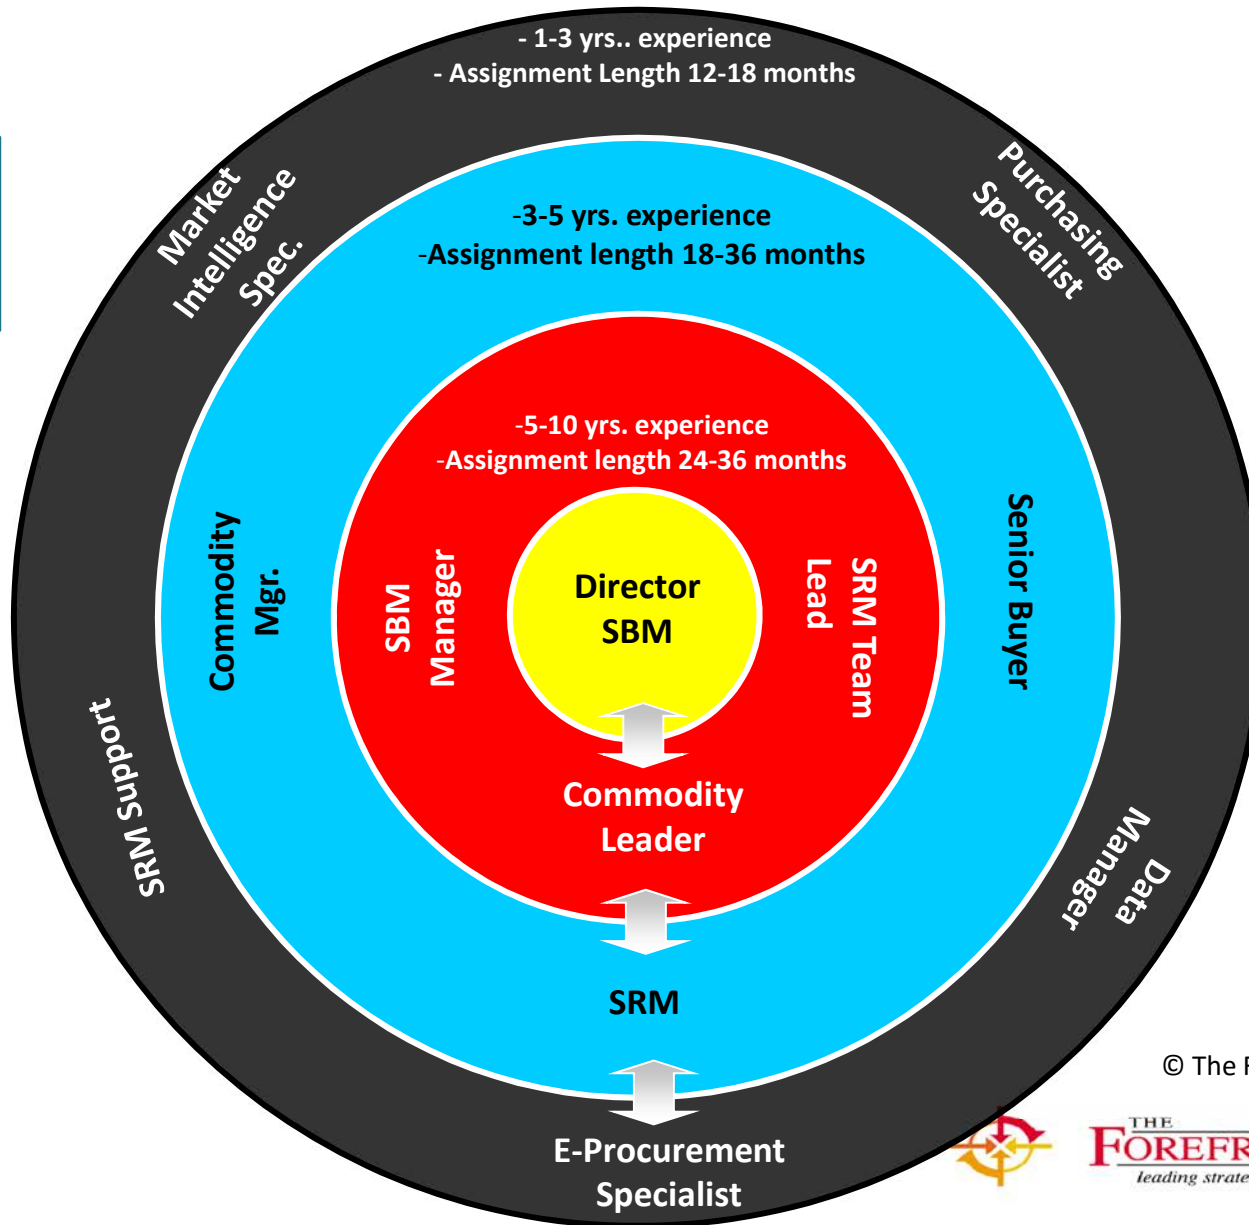 - 1-3 yrs.. experience
- Assignment Length 12-18 months
Market
Intelligence
Spec.
Purchasing
Specialist
-3-5 yrs. experience
-Assignment length 18-36 months
-5-10 yrs. experience
-Assignment length 24-36 months
Commodity
Mgr.
SBM
Manager
Director
SBM
SRM Team
Lead
Senior Buyer
SRM Support
Commodity
Leader
Data
Manager
SRM
E-Procurement
Specialist
© The
THE
leading